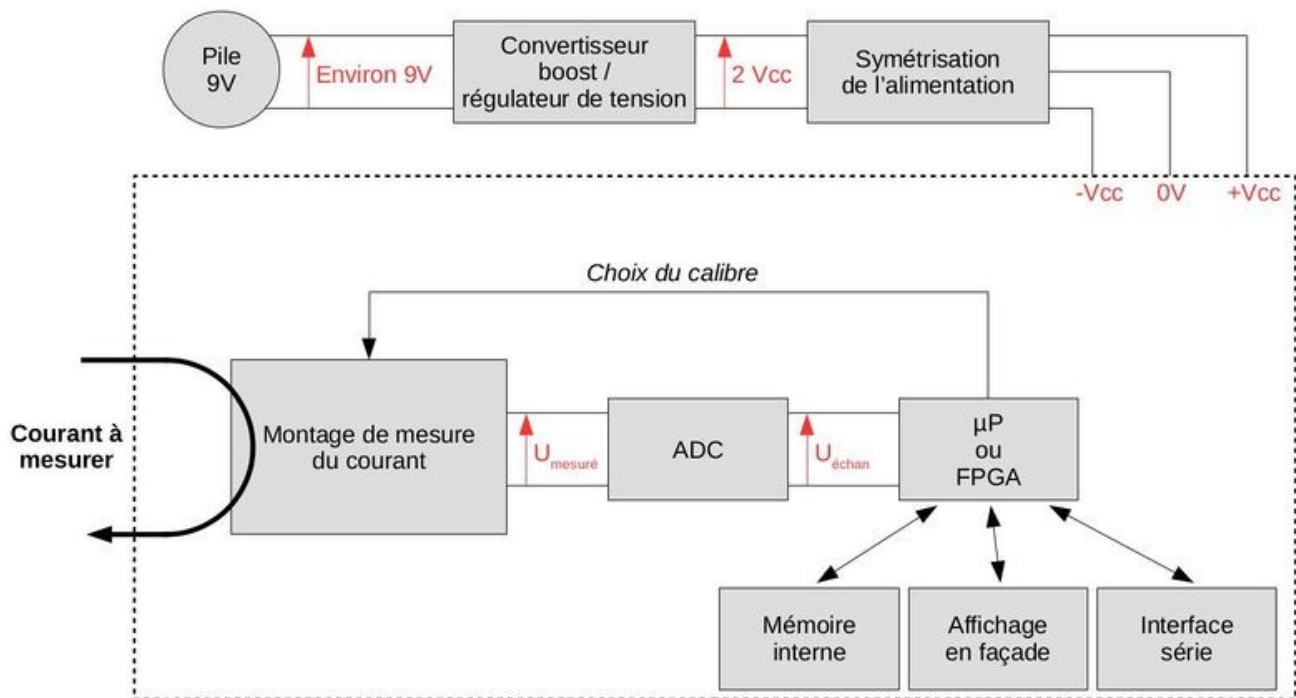 Pile
9V
Environ 9V
Convertisseur
boost /
régulateur de tension
2 Vcc
Symétrisation
de l'alimentation
-Vcc
0V
+Vcc
Choix du calibre
Courant à
mesurer
Montage de mesure
du courant
Umesuré
ADC
Uéchan
µP
ou
FPGA
Mémoire
interne
Affichage
en façade
Interface
série